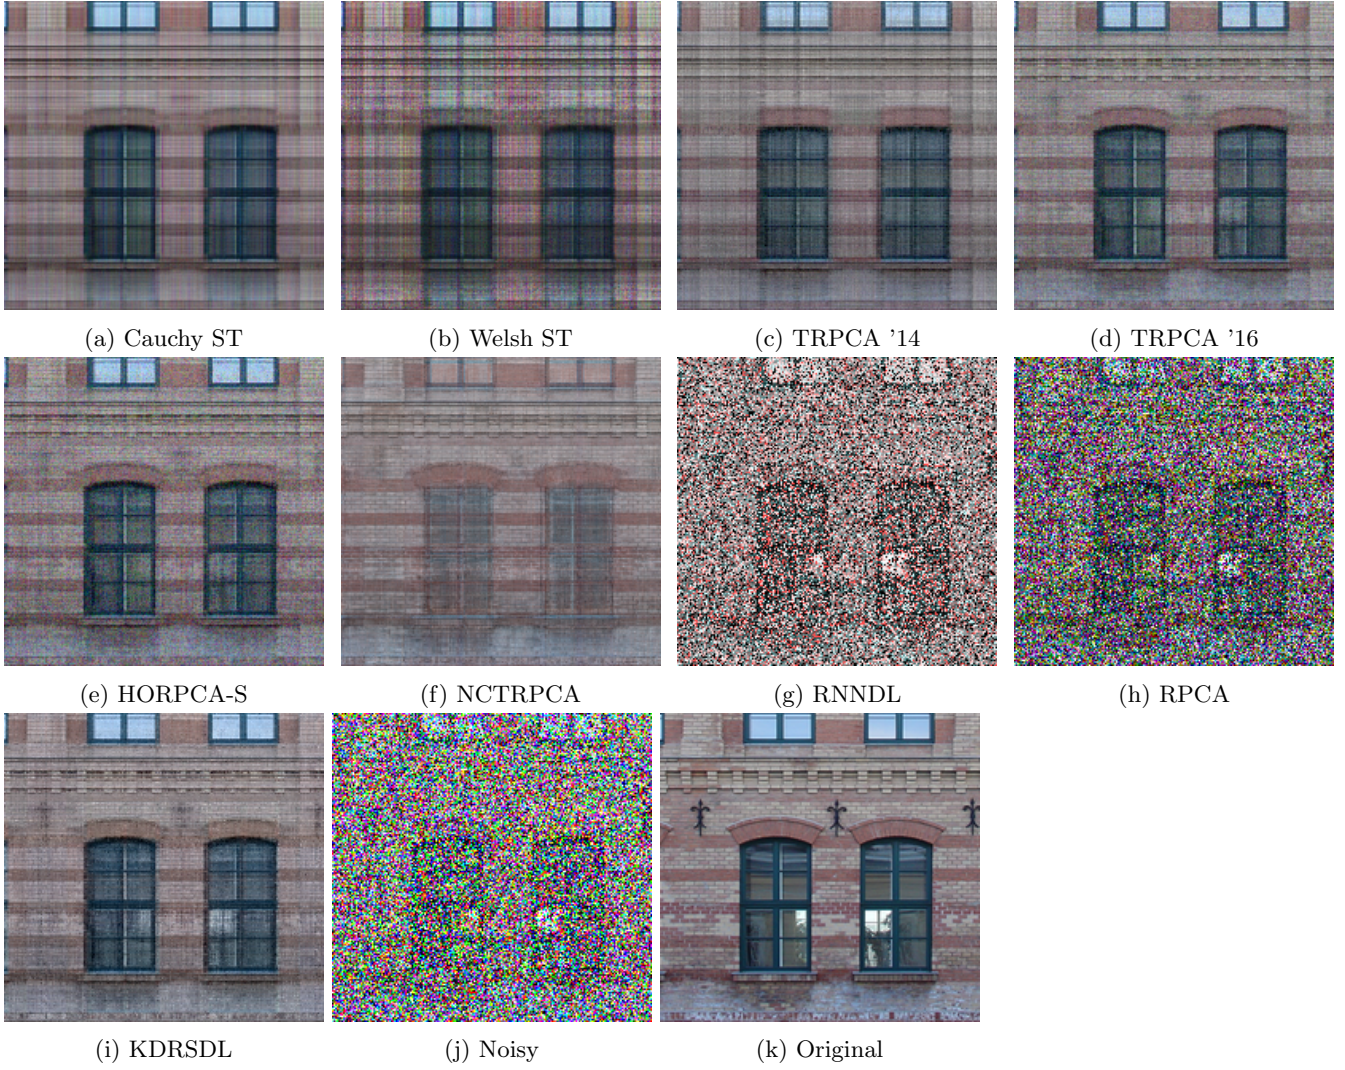 (a) Cauchy ST
(b) Welsh ST
(c) TRPCA ’14
(d) TRPCA ’16
(e) HORPCA-S
(f) NCTRPCA
(g) RNNDL
(h) RPCA
(i) KDRSDL
(j) Noisy
(k) Original